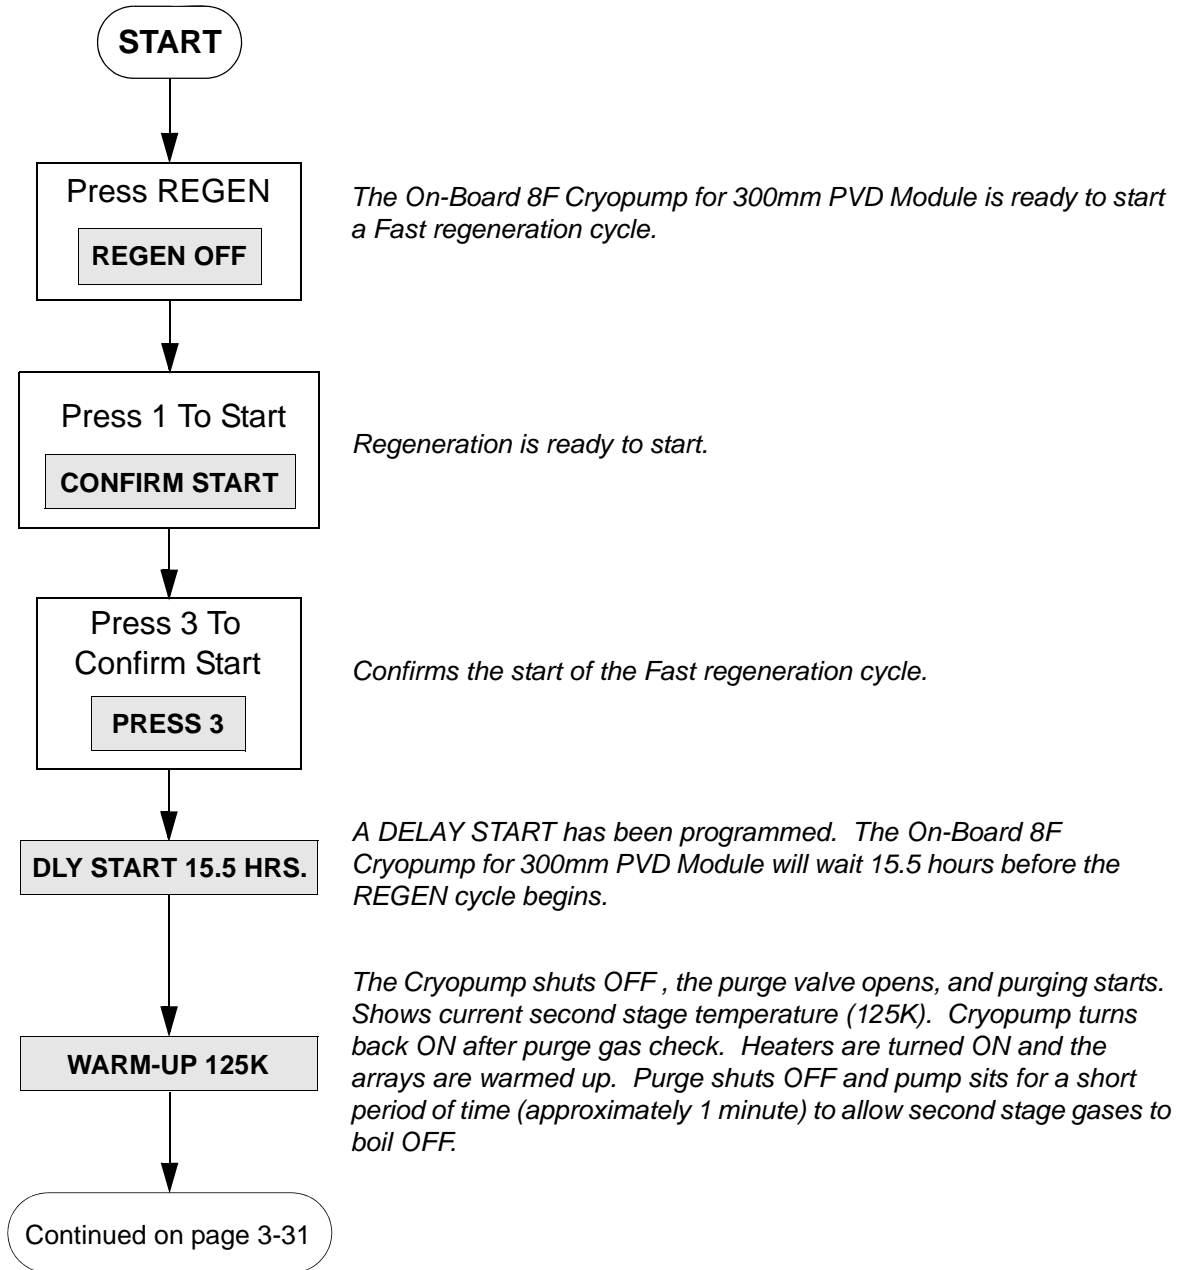 START
Press REGEN
REGEN OFF
The On-Board 8F Cryopump for 300mm PVD Module is ready to start
a Fast regeneration cycle.
Press 1 To Start
CONFIRM START
Regeneration is ready to start.
Press 3 To
Confirm Start
PRESS 3
Confirms the start of the Fast regeneration cycle.
DLY START 15.5 HRS.
A DELAY START has been programmed.  The On-Board 8F
Cryopump for 300mm PVD Module will wait 15.5 hours before the
REGEN cycle begins.
WARM-UP 125K
The Cryopump shuts OFF , the purge valve opens, and purging starts.
Shows current second stage temperature (125K).  Cryopump turns
back ON after purge gas check.  Heaters are turned ON and the
arrays are warmed up.  Purge shuts OFF and pump sits for a short
period of time (approximately 1 minute) to allow second stage gases to
boil OFF.
Continued on page 3-31